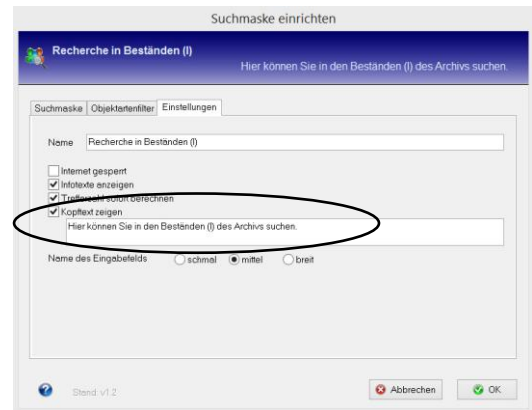 Suchmaske einrichten
Recherche in Beständen (I)
Hier können Sie in den Beständen (I) des Archivs suchen.
Suchmaske Objektartenfilter Einstellungen
Name Recherche in Beständen (I)
Internet gesperrt
Infotexte anzeigen
Trefferzahl sofort berechnen
Kopftext zeigen
Hier können Sie in den Beständen (I) des Archivs suchen.
Name des Eingabefelds schmal mittel breit
Stand: v1.2 Abbrechen OK